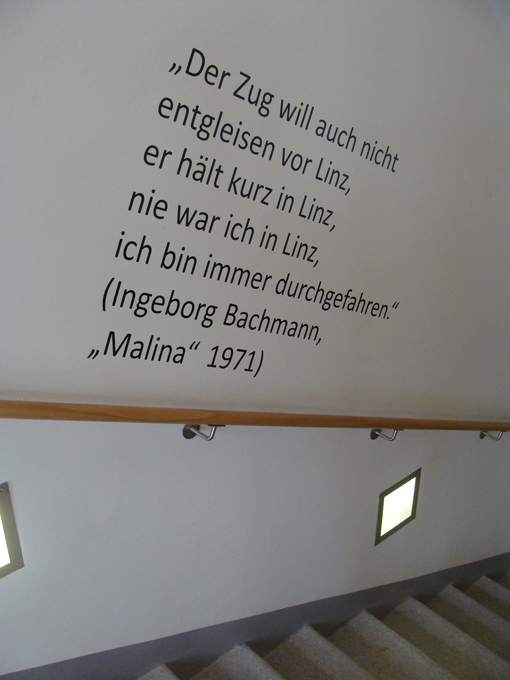 „Der Zug will auch nicht
entgleisen vor Linz,
er hält kurz in Linz,
nie war ich in Linz,
ich bin immer durchgefahren.“
(Ingeborg Bachmann,
„Malina“ 1971)